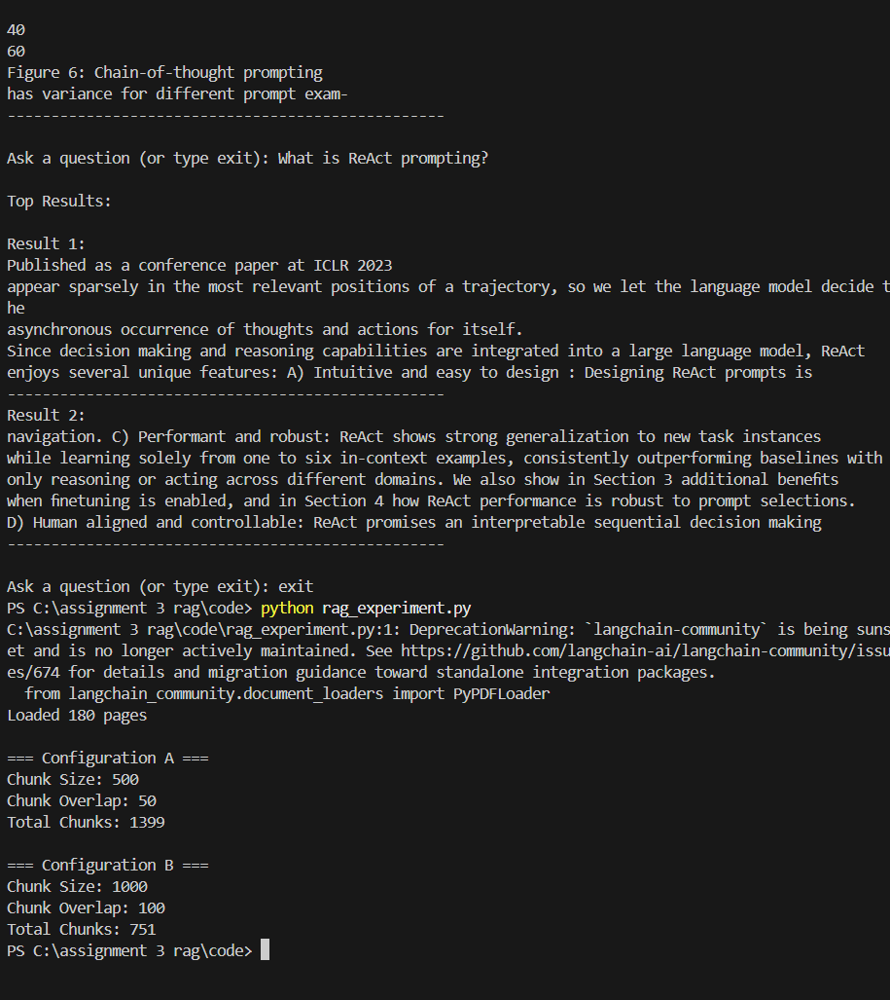 40
60
Figure 6: Chain-of-thought prompting
has variance for different prompt exam-
--------------------------------------------------
Ask a question (or type exit): What is ReAct prompting?
Top Results:
Result 1:
Published as a conference paper at ICLR 2023
appear sparsely in the most relevant positions of a trajectory, so we let the language model decide t
he
asynchronous occurrence of thoughts and actions for itself.
Since decision making and reasoning capabilities are integrated into a large language model, ReAct
enjoys several unique features: A) Intuitive and easy to design : Designing ReAct prompts is
--------------------------------------------------
Result 2:
navigation. C) Performant and robust: ReAct shows strong generalization to new task instances
while learning solely from one to six in-context examples, consistently outperforming baselines with
only reasoning or acting across different domains. We also show in Section 3 additional benefits
when finetuning is enabled, and in Section 4 how ReAct performance is robust to prompt selections.
D) Human aligned and controllable: ReAct promises an interpretable sequential decision making
--------------------------------------------------
Ask a question (or type exit): exit
PS C:\assignment 3 rag\code> python rag_experiment.py
C:\assignment 3 rag\code\rag_experiment.py:1: DeprecationWarning: `langchain-community` is being suns
et and is no longer actively maintained. See https://github.com/langchain-ai/langchain-community/issu
es/674 for details and migration guidance toward standalone integration packages.
  from langchain_community.document_loaders import PyPDFLoader
Loaded 180 pages
=== Configuration A ===
Chunk Size: 500
Chunk Overlap: 50
Total Chunks: 1399
=== Configuration B ===
Chunk Size: 1000
Chunk Overlap: 100
Total Chunks: 751
PS C:\assignment 3 rag\code>